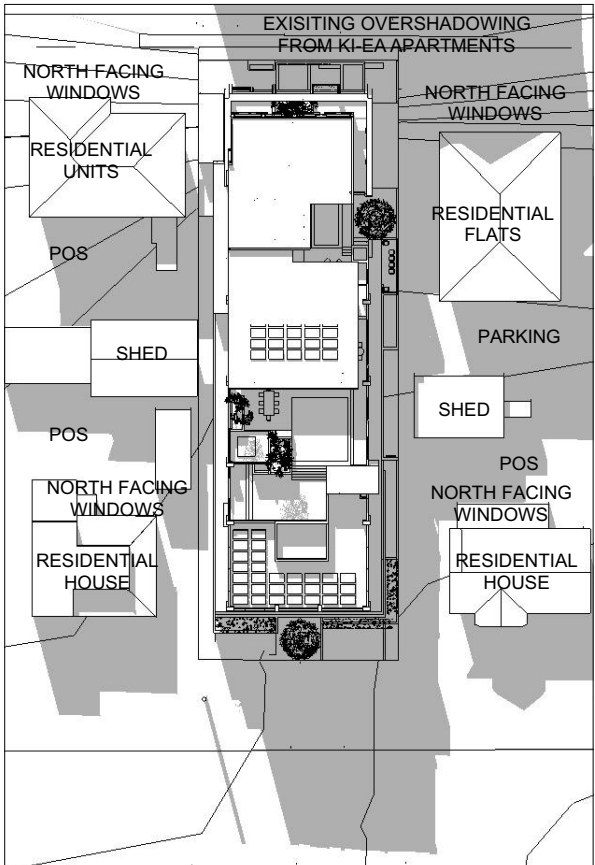 EXISITING OVERSHADOWING
FROM KI-EA APARTMENTS
NORTH FACING
WINDOWS
NORTH FACING
WINDOWS
RESIDENTIAL
UNITS
RESIDENTIAL
FLATS
POS
PARKING
SHED
SHED
POS
POS
NORTH FACING
WINDOWS
NORTH FACING
WINDOWS
RESIDENTIAL
HOUSE
RESIDENTIAL
HOUSE